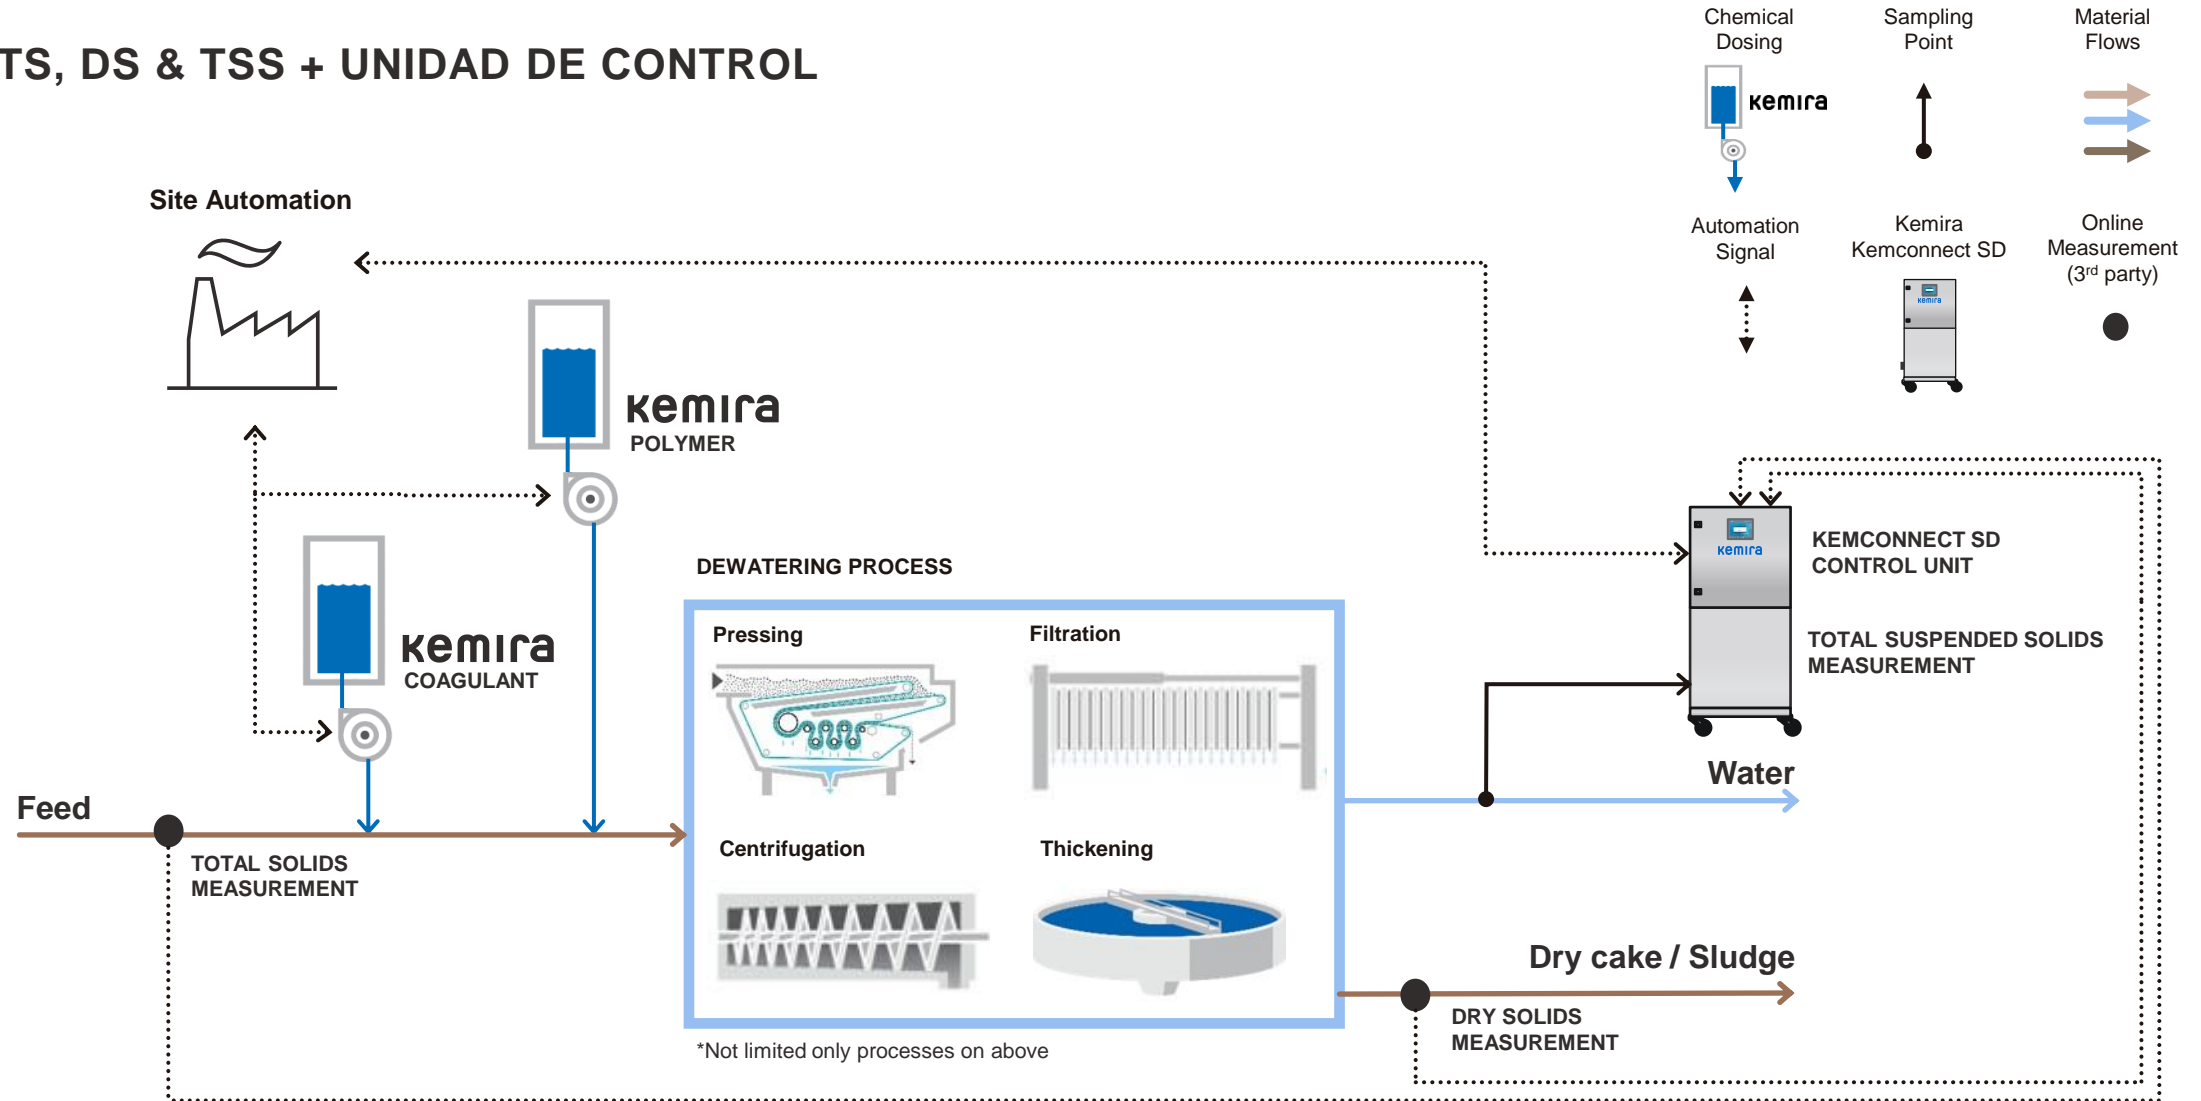 TS, DS & TSS + UNIDAD DE CONTROL
Chemical
Dosing
kemira
Sampling
Point
Material
Flows
Automation
Signal
Kemira
Kemconnect SD
kemira
Online
Measurement
(3rd party)
Site Automation
kemira
POLYMER
kemira
COAGULANT
DEWATERING PROCESS
Pressing
Filtration
Centrifugation
Thickening
*Not limited only processes on above
Feed
TOTAL SOLIDS
MEASUREMENT
kemira
KEMCONNECT SD
CONTROL UNIT
TOTAL SUSPENDED SOLIDS
MEASUREMENT
Water
Dry cake / Sludge
DRY SOLIDS
MEASUREMENT